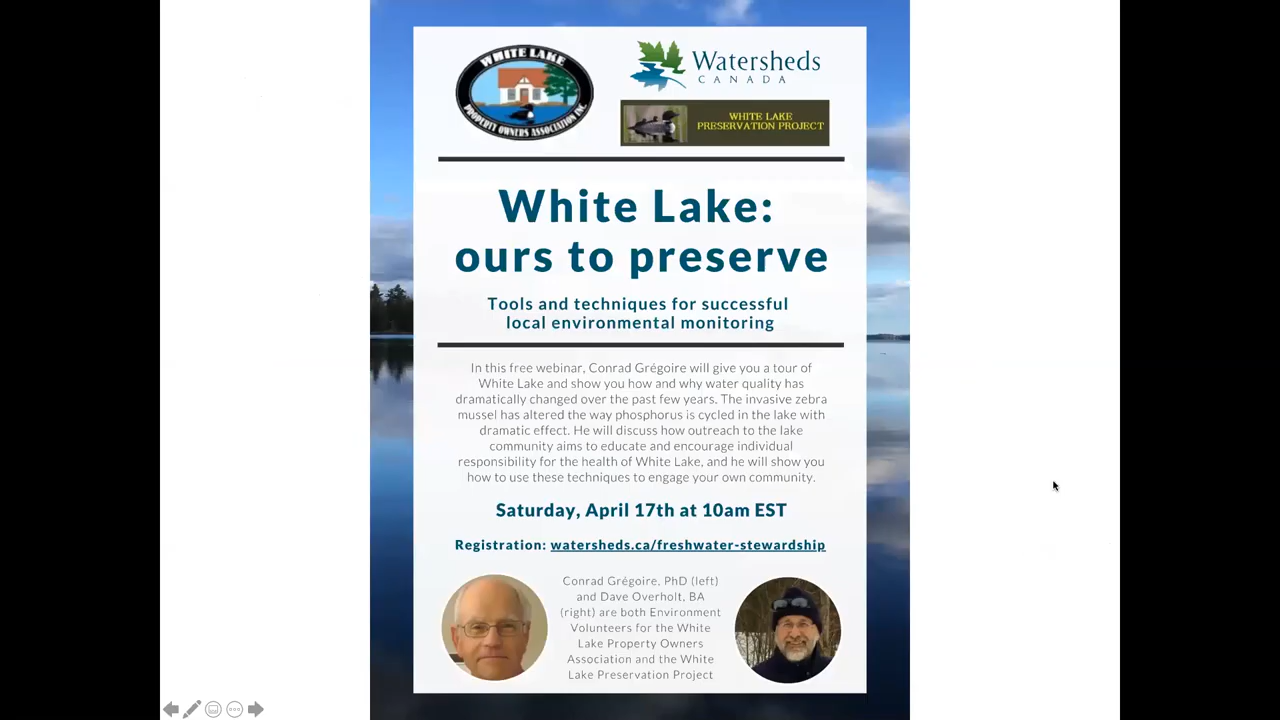 WHITE LAKE
PROPERTY OWNERS ASSOCIATION INC.
Watersheds
CANADA
WHITE LAKE
PRESERVATION PROJECT
White Lake:
ours to preserve
Tools and techniques for successful
local environmental monitoring
In this free webinar, Conrad Grégoire will give you a tour of
White Lake and show you how and why water quality has
dramatically changed over the past few years. The invasive zebra
mussel has altered the way phosphorus is cycled in the lake with
dramatic effect. He will discuss how outreach to the lake
community aims to educate and encourage individual
responsibility for the health of White Lake, and he will show you
how to use these techniques to engage your own community.
Saturday, April 17th at 10am EST
Registration: watersheds.ca/freshwater-stewardship
Conrad Grégoire, PhD (left)
and Dave Overholt, BA
(right) are both Environment
Volunteers for the White
Lake Property Owners
Association and the White
Lake Preservation Project